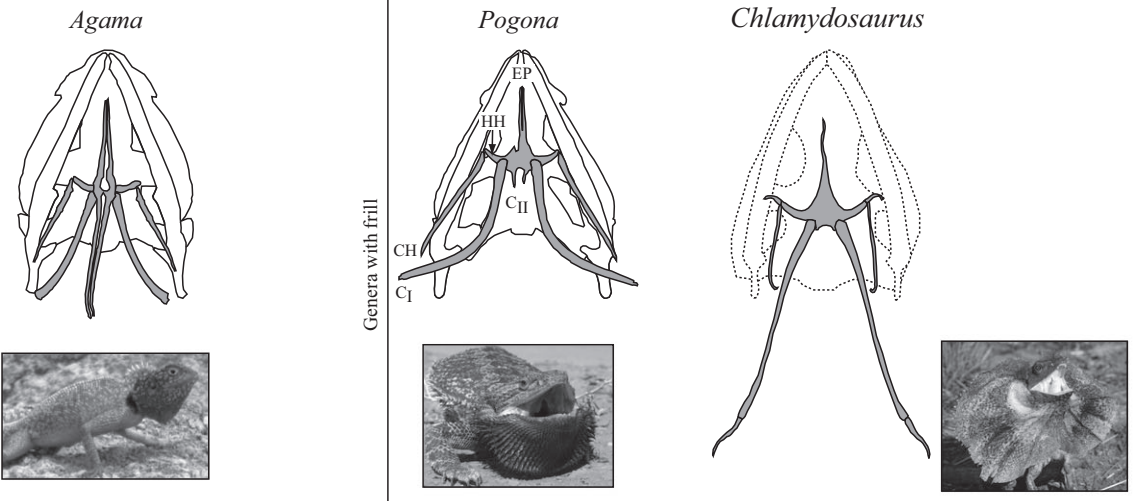 Agama
Pogona
Chlamydosaurus
EP
HH
CII
CH
CI
Genera with frill